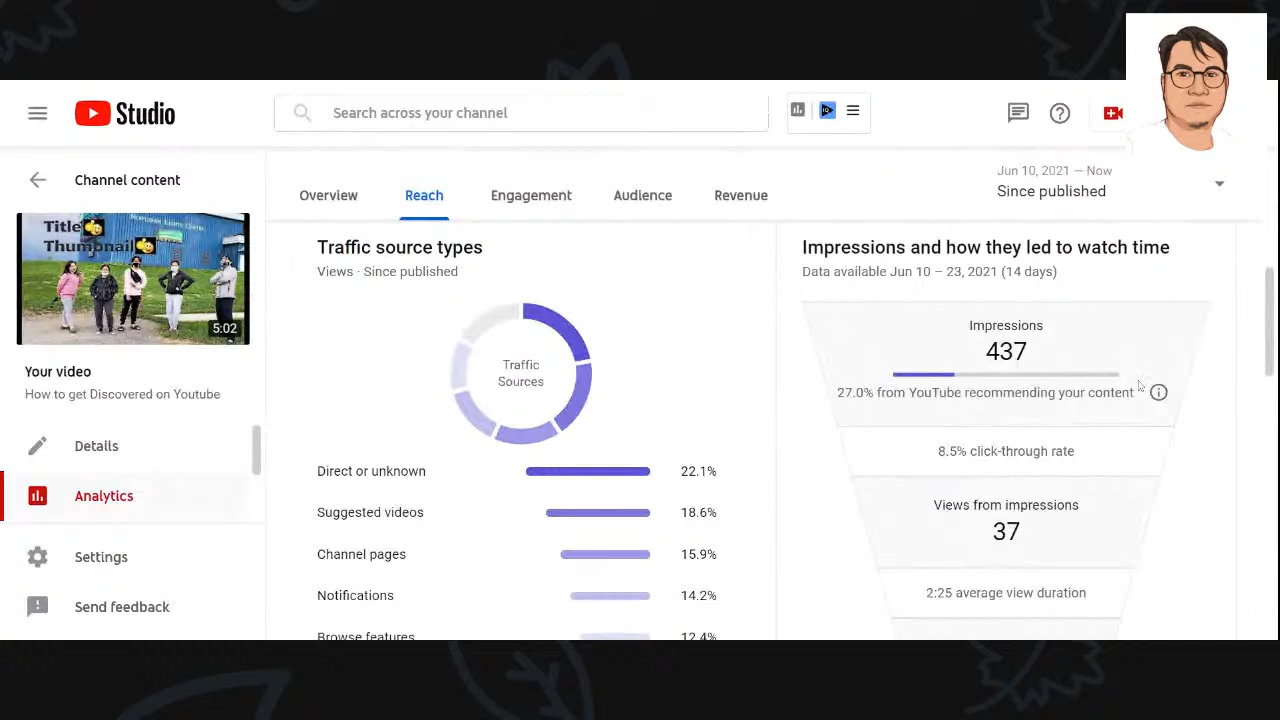 Studio
Search across your channel
Channel content
Title
Thumbnail
5:02
Your video
How to get Discovered on Youtube
Details
Analytics
Settings
Send feedback
Overview
Reach
Engagement
Audience
Revenue
Jun 10, 2021 — Now
Since published
Traffic source types
Views · Since published
Traffic
Sources
Direct or unknown 22.1%
Suggested videos 18.6%
Channel pages 15.9%
Notifications 14.2%
Browse features 12.4%
Impressions and how they led to watch time
Data available Jun 10 – 23, 2021 (14 days)
Impressions
437
27.0% from YouTube recommending your content
8.5% click-through rate
Views from impressions
37
2:25 average view duration